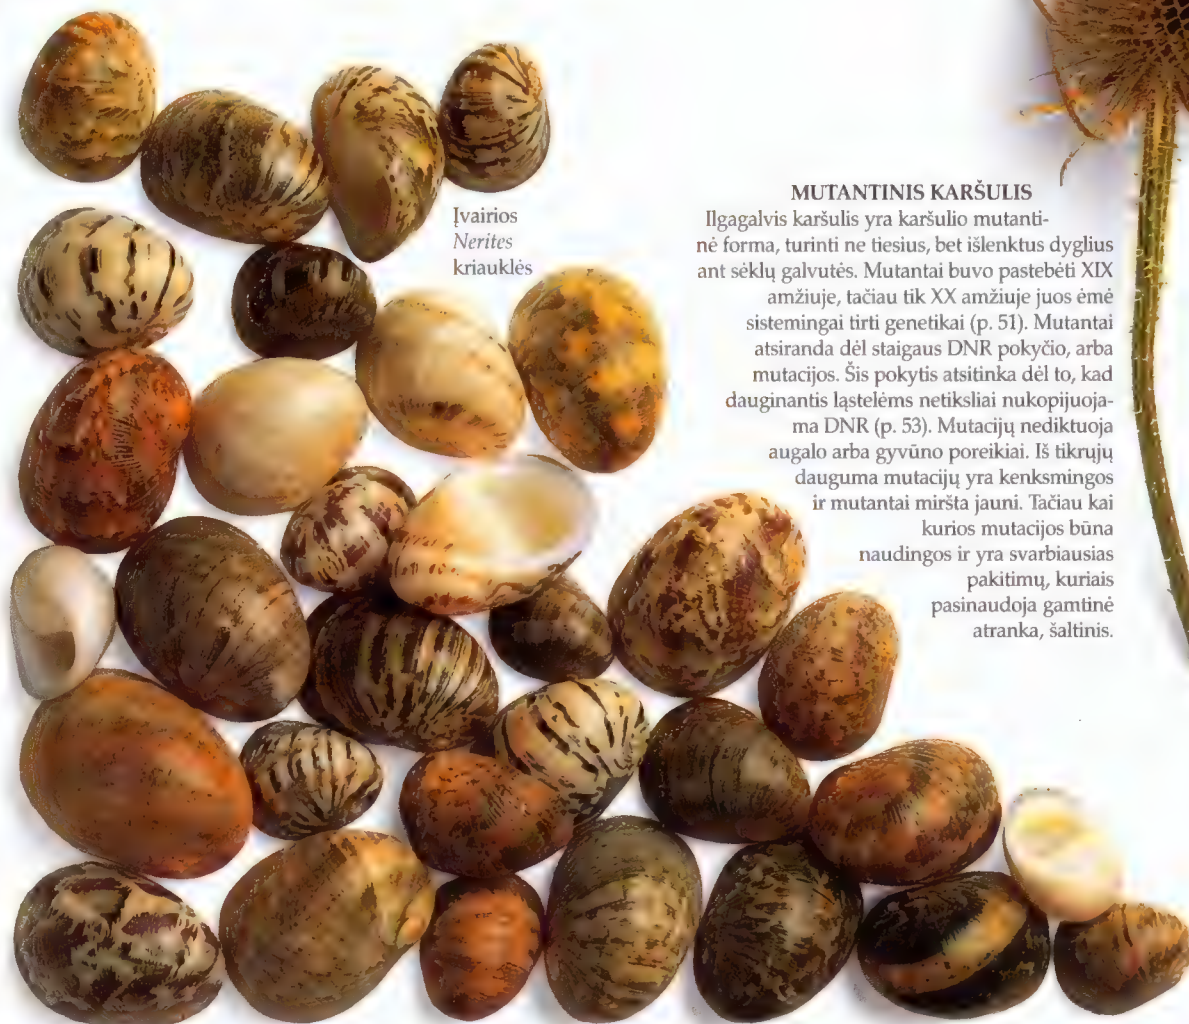 Įvairios
Nerites
kriauklės
MUTANTINIS KARŠULIS
Ilgagalvis karšulis yra karšulio mutanti-
nė forma, turinti ne tiesius, bet išlenktus dyglius
ant sėklų galvutės. Mutantai buvo pastebėti XIX
amžiuje, tačiau tik XX amžiuje juos ėmė
sistemingai tirti genetikai (p. 51). Mutantai
atsiranda dėl staigaus DNR pokyčio, arba
mutacijos. Šis pokytis atsitinka dėl to, kad
dauginantis ląstelėms netiksliai nukopijuoja-
ma DNR (p. 53). Mutacijų nediktuoja
augalo arba gyvūno poreikiai. Iš tikrųjų
dauguma mutacijų yra kenksmingos
ir mutantai miršta jauni. Tačiau kai
kurios mutacijos būna
naudingos ir yra svarbiausias
pakitimų, kuriais
pasinaudoja gamtinė
atranka, šaltinis.